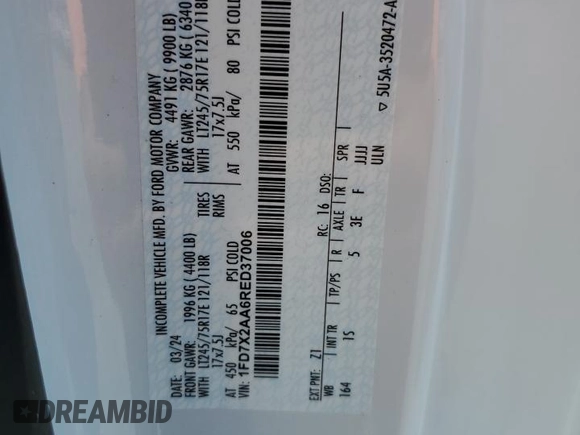 INCOMPLETE VEHICLE MFD. BY FORD MOTOR COMPANY
DATE: 03/24 GVWR: 4491 KG ( 9900 LB)
FRONT GAWR: 1996 KG ( 4400 LB) REAR GAWR: 2876 KG ( 6340
WITH LT245/75R17E 121/118R TIRES WITH LT245/75R17E 121/118R
17x7.5J RIMS 17x7.5J
AT 450 kPa/ 65 PSI COLD AT 550 kPa/ 80 PSI COLD
VIN: 1FD7X2AA6RED37006
EXT PNT: Z1 RC: 16 DSO:
WB INT TR TP/PS R AXLE TR SPR
164 IS 5 3E F JJJJ
ULN
▽ 5U5A-3520472-A
DREAMBID